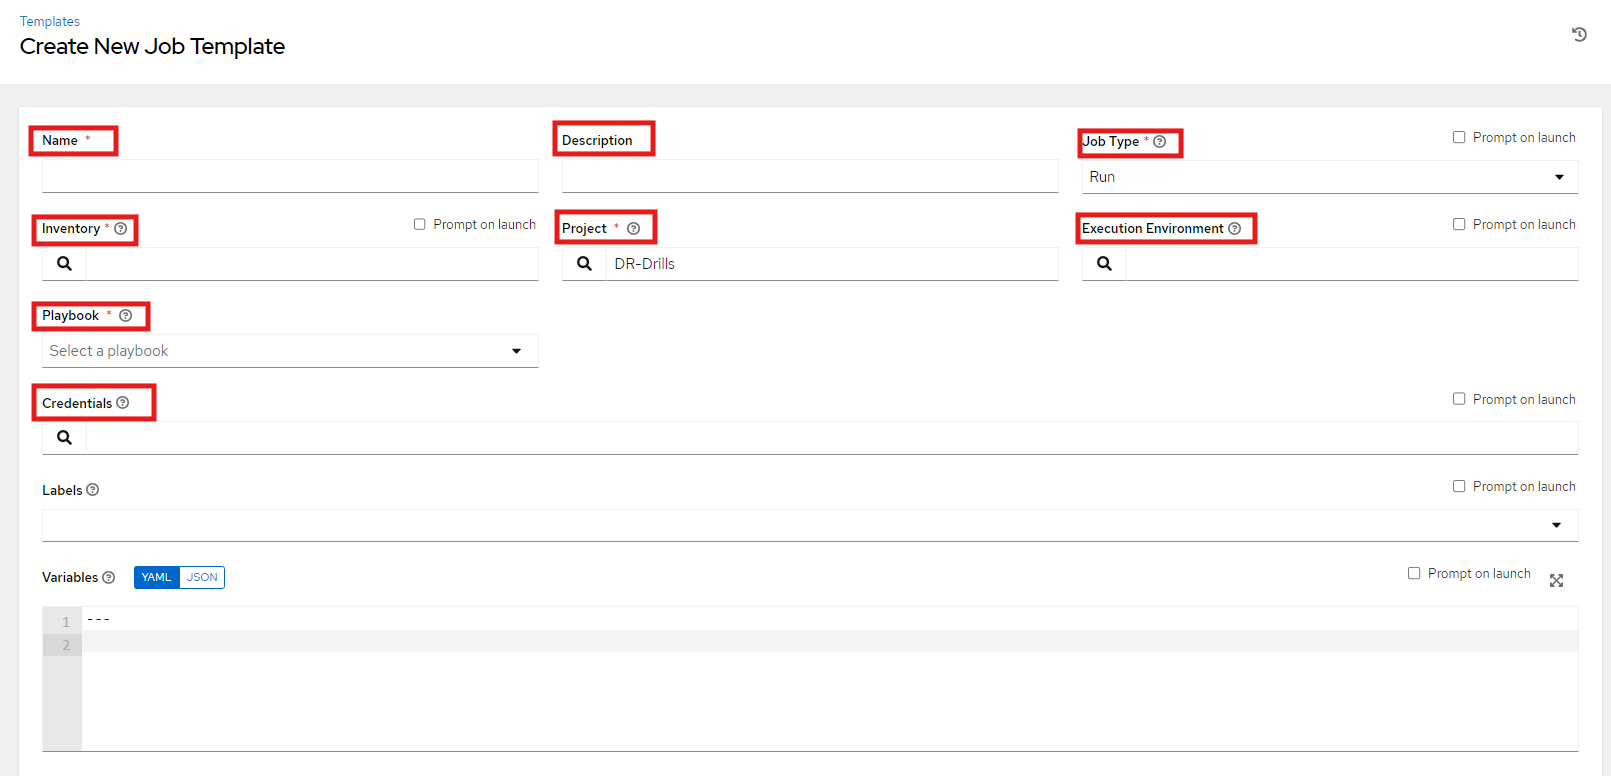 Templates
Create New Job Template
Name *
Description
Job Type *
Prompt on launch
Run
Inventory *
Prompt on launch
Project *
Execution Environment
Prompt on launch
DR-Drills
Playbook *
Select a playbook
Credentials
Prompt on launch
Labels
Prompt on launch
Variables
YAML JSON
Prompt on launch
1 ---
2